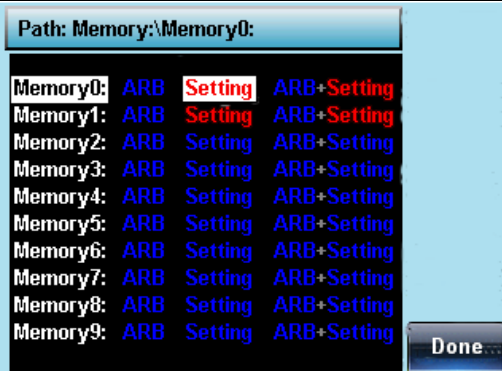 Path: Memory:\Memory0:
Memory0: ARB Setting ARB+Setting
Memory1: ARB Setting ARB+Setting
Memory2: ARB Setting ARB+Setting
Memory3: ARB Setting ARB+Setting
Memory4: ARB Setting ARB+Setting
Memory5: ARB Setting ARB+Setting
Memory6: ARB Setting ARB+Setting
Memory7: ARB Setting ARB+Setting
Memory8: ARB Setting ARB+Setting
Memory9: ARB Setting ARB+Setting
Done